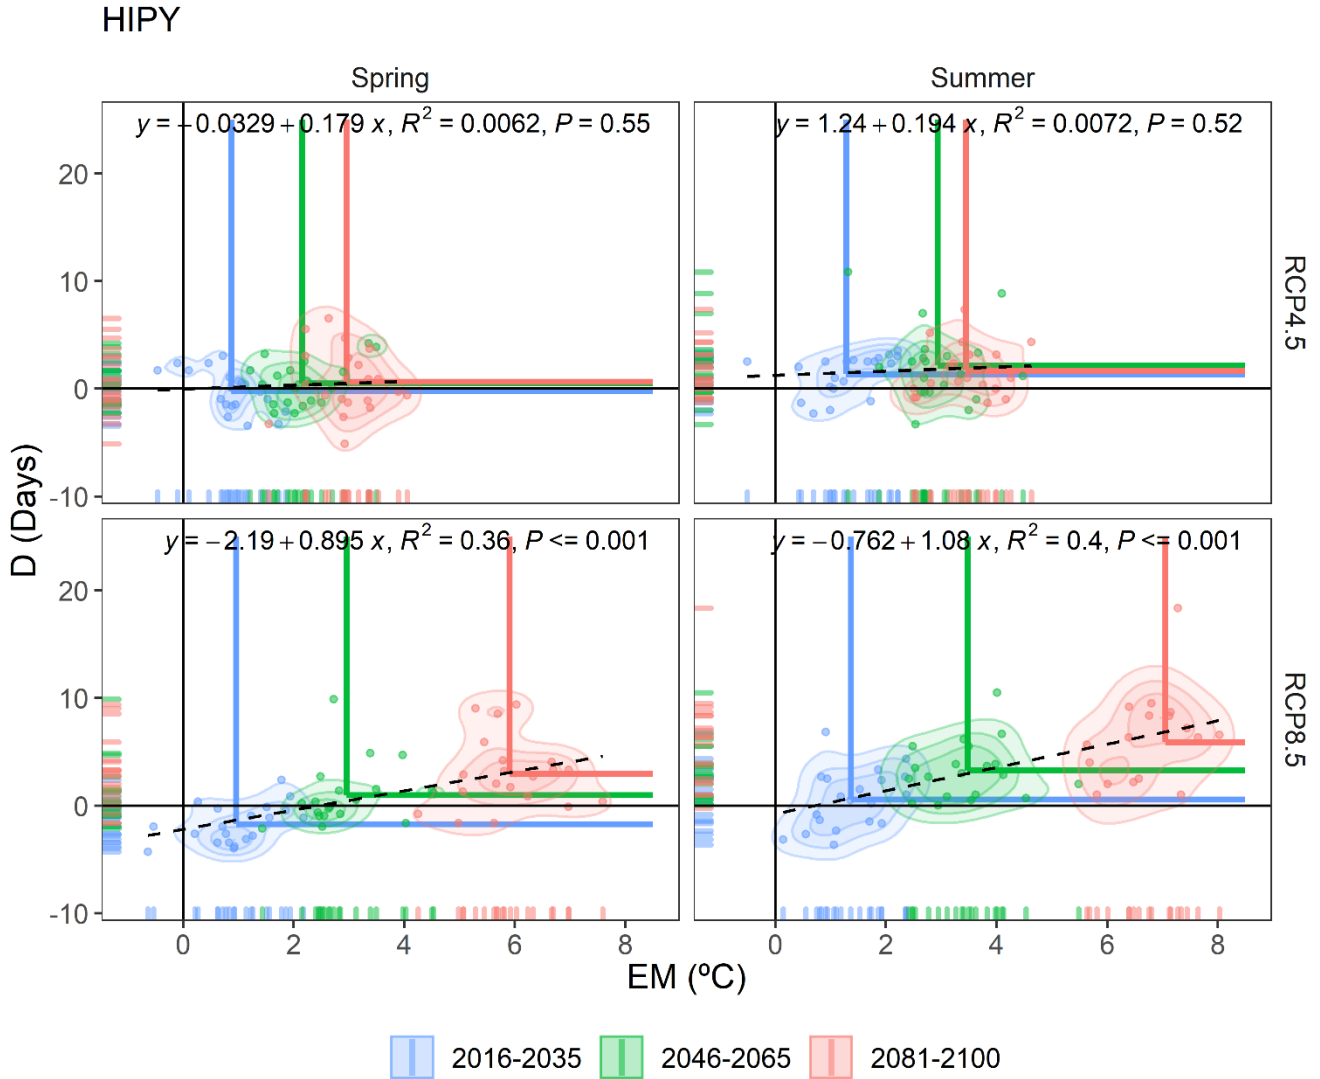 HIPY
Spring
Summer
y = −0.0329 + 0.179 x, R² = 0.0062, P = 0.55
y = 1.24 + 0.194 x, R² = 0.0072, P = 0.52
20
10
0
-10
RCP4.5
y = −2.19 + 0.895 x, R² = 0.36, P <= 0.001
y = −0.762 + 1.08 x, R² = 0.4, P <= 0.001
20
10
0
-10
RCP8.5
D (Days)
0 2 4 6 8
0 2 4 6 8
EM (ºC)
2016-2035 2046-2065 2081-2100